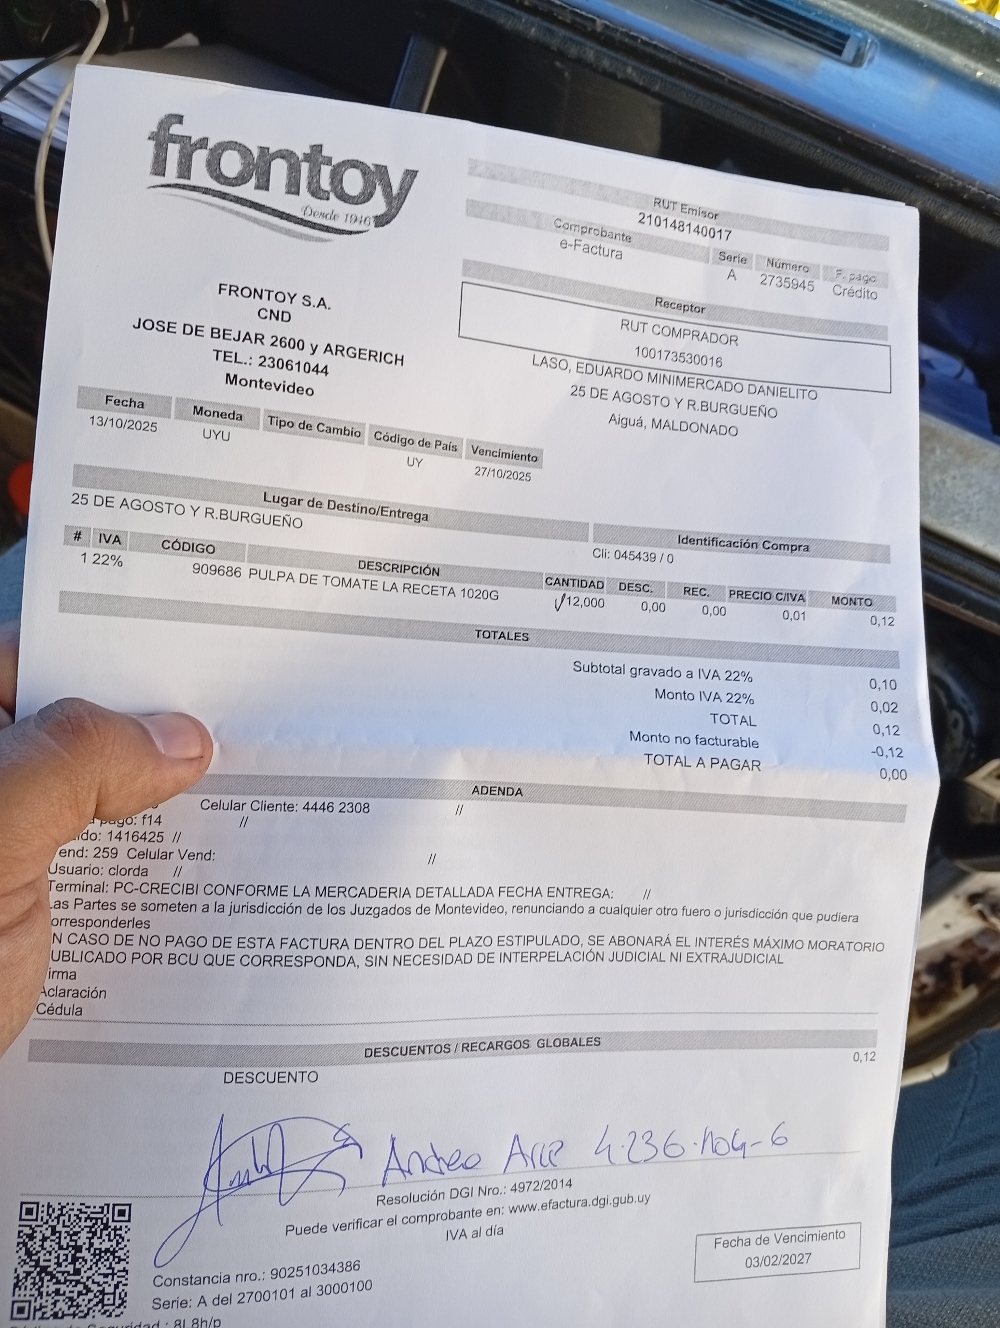 frontoy
Desde 1946
RUT Emisor
210148140017
Comprobante Serie Número F. pago
e-Factura A 2735945 Crédito
Receptor
RUT COMPRADOR
100173530016
LASO, EDUARDO MINIMERCADO DANIELITO
25 DE AGOSTO Y R.BURGUEÑO
Aiguá, MALDONADO
FRONTOY S.A.
CND
JOSE DE BEJAR 2600 y ARGERICH
TEL.: 23061044
Montevideo
Fecha Moneda Tipo de Cambio Código de País Vencimiento
13/10/2025 UYU UY 27/10/2025
Lugar de Destino/Entrega
25 DE AGOSTO Y R.BURGUEÑO
Identificación Compra
Cli: 045439 / 0
# IVA CÓDIGO DESCRIPCIÓN CANTIDAD DESC. REC. PRECIO C/IVA MONTO
1 22% 909686 PULPA DE TOMATE LA RECETA 1020G 12,000 0,00 0,00 0,01 0,12
TOTALES
Subtotal gravado a IVA 22% 0,10
Monto IVA 22% 0,02
TOTAL 0,12
Monto no facturable -0,12
TOTAL A PAGAR 0,00
ADENDA
Celular Cliente: 4446 2308 //
pago: f14 //
ido: 1416425 //
end: 259 Celular Vend: //
Usuario: clorda //
Terminal: PC-CRECIBI CONFORME LA MERCADERIA DETALLADA FECHA ENTREGA: //
as Partes se someten a la jurisdicción de los Juzgados de Montevideo, renunciando a cualquier otro fuero o jurisdicción que pudiera
orresponderles
N CASO DE NO PAGO DE ESTA FACTURA DENTRO DEL PLAZO ESTIPULADO, SE ABONARÁ EL INTERÉS MÁXIMO MORATORIO
UBLICADO POR BCU QUE CORRESPONDA, SIN NECESIDAD DE INTERPELACIÓN JUDICIAL NI EXTRAJUDICIAL
irma
Aclaración
Cédula
DESCUENTOS / RECARGOS GLOBALES
DESCUENTO 0,12
Andrea Arce
Resolución DGI Nro.: 4972/2014
Puede verificar el comprobante en: www.efactura.dgi.gub.uy
IVA al día
Constancia nro.: 90251034386
Serie: A del 2700101 al 3000100
Fecha de Vencimiento
03/02/2027